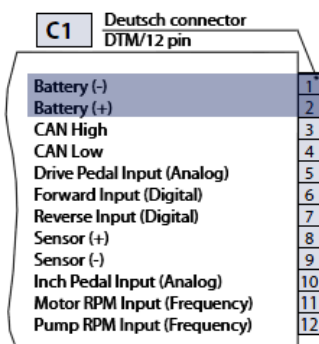 C1
Deutsch connector
DTM/12 pin
Battery (-) 1
Battery (+) 2
CAN High 3
CAN Low 4
Drive Pedal Input (Analog) 5
Forward Input (Digital) 6
Reverse Input (Digital) 7
Sensor (+) 8
Sensor (-) 9
Inch Pedal Input (Analog) 10
Motor RPM Input (Frequency) 11
Pump RPM Input (Frequency) 12